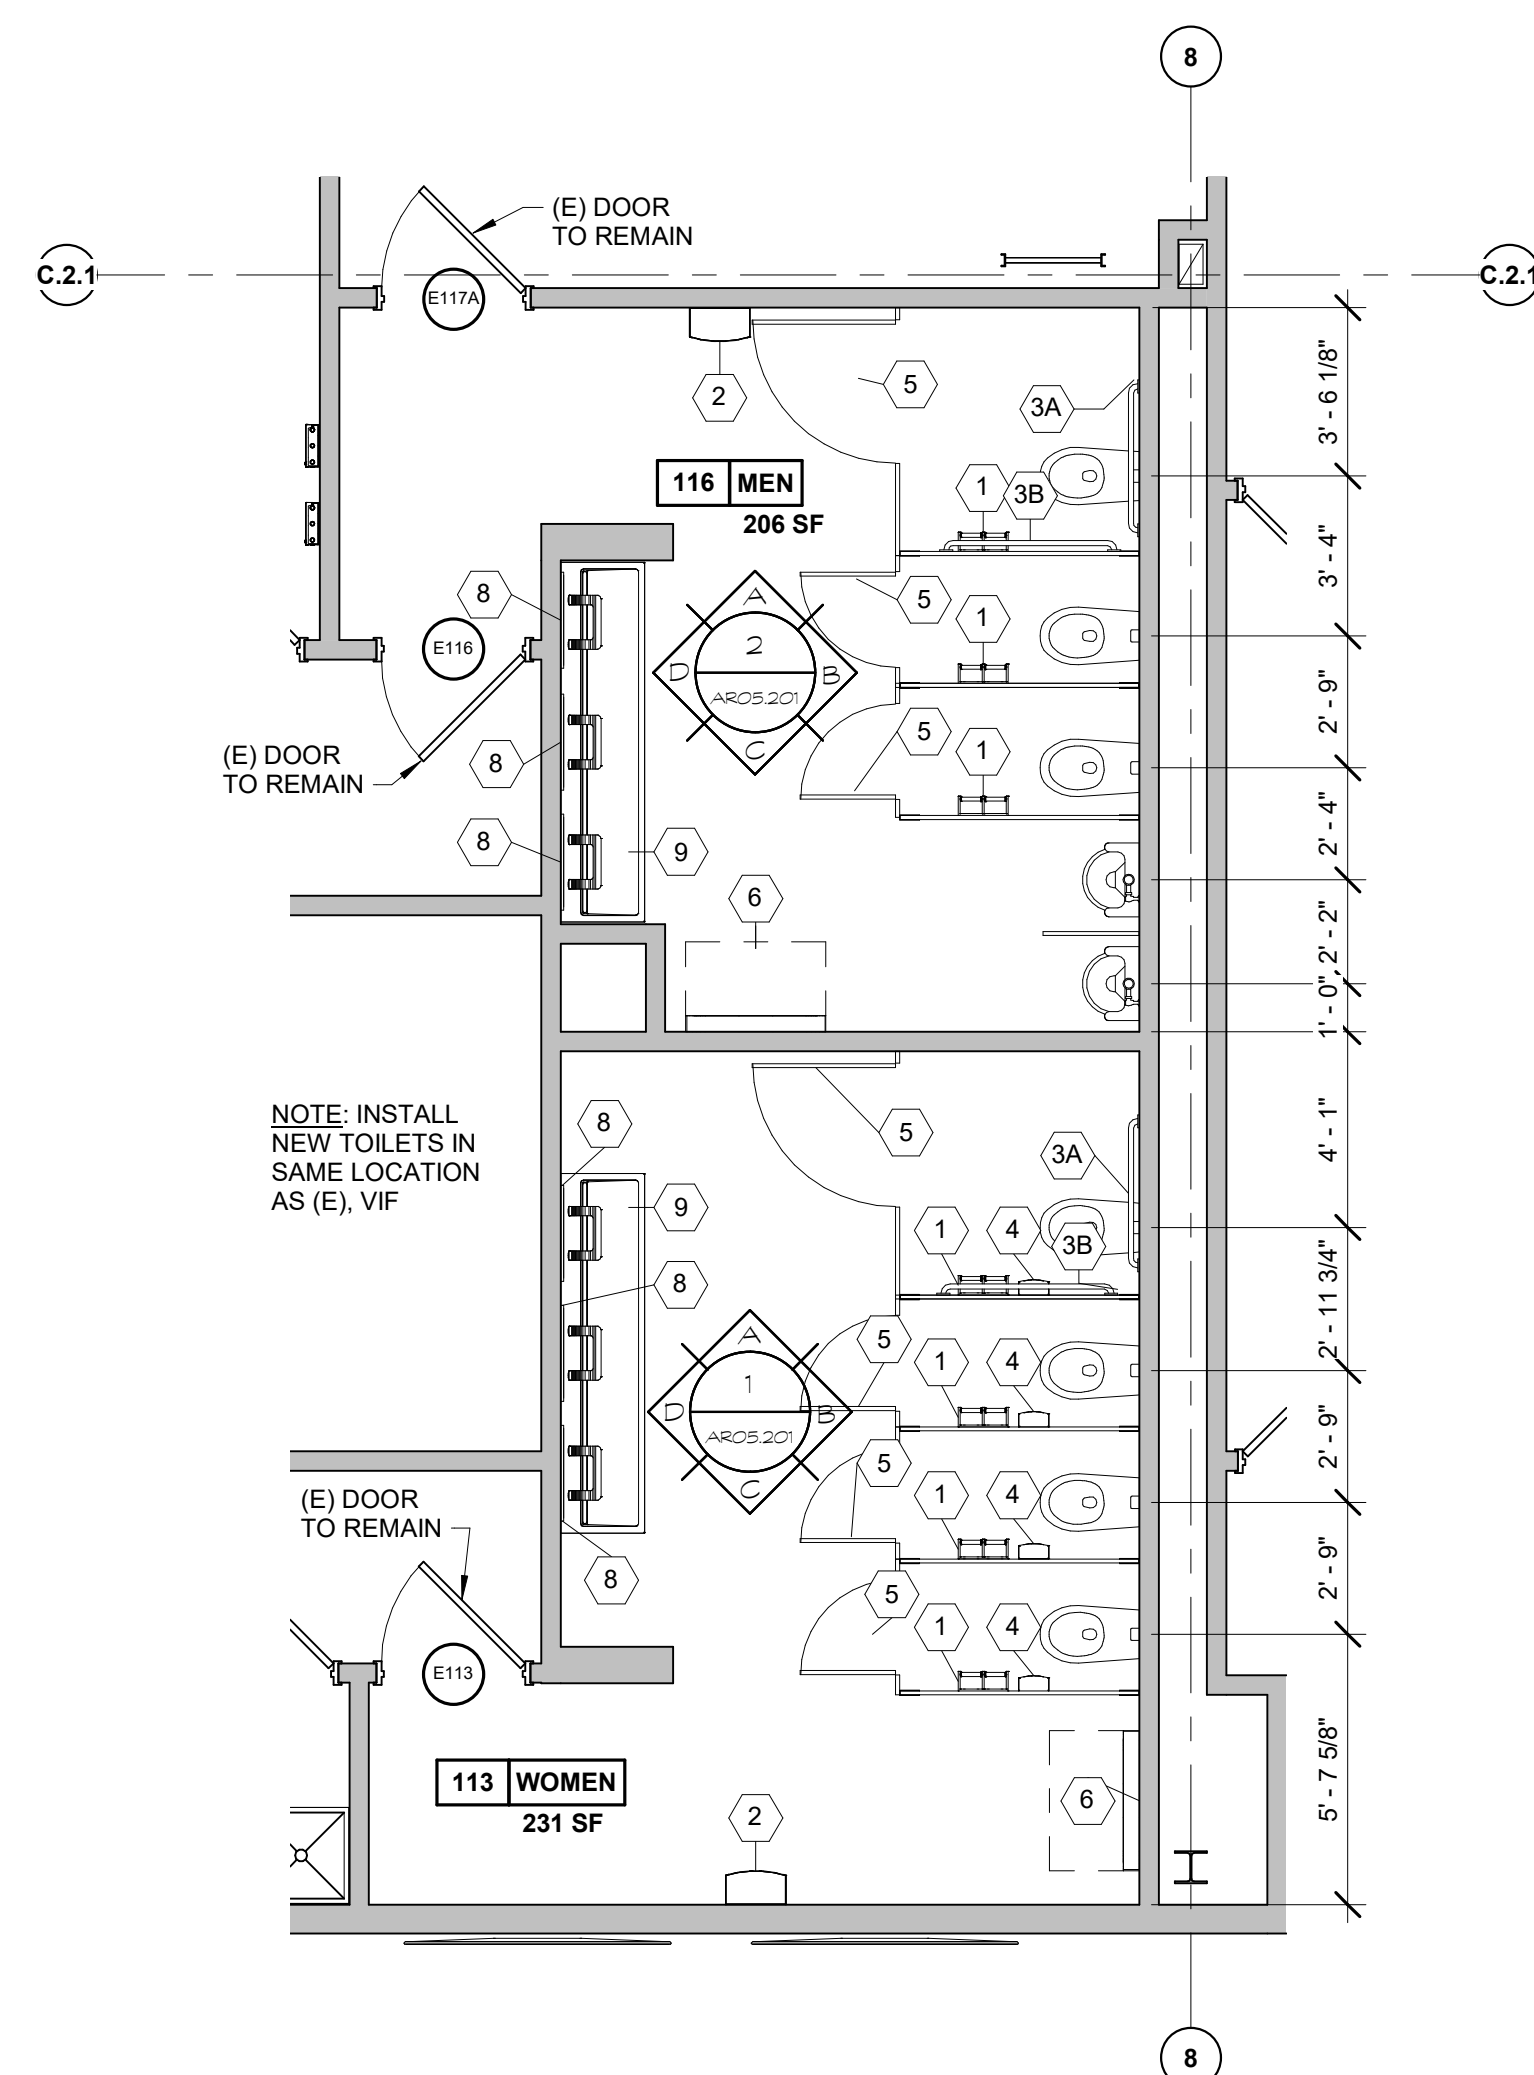 8
(E) DOOR
TO REMAIN
C.2.1
C.2.1
E117A
3' - 6 1/8"
5
2
3A
116 MEN
206 SF
1
3B
3' - 4"
8
5
1
A
2
D
B
AR05.201
C
E116
2' - 9"
(E) DOOR
TO REMAIN
8
5
1
8
9
2' - 4"
6
2' - 2"
1' - 0"
NOTE: INSTALL
NEW TOILETS IN
SAME LOCATION
AS (E), VIF
8
5
3A
4' - 1"
9
1
4
3B
8
2' - 11 3/4"
A
1
D
B
AR05.201
C
5
1
4
2' - 9"
5
1
4
(E) DOOR
TO REMAIN
8
5
1
4
2' - 9"
E113
113 WOMEN
231 SF
2
6
5' - 7 5/8"
8